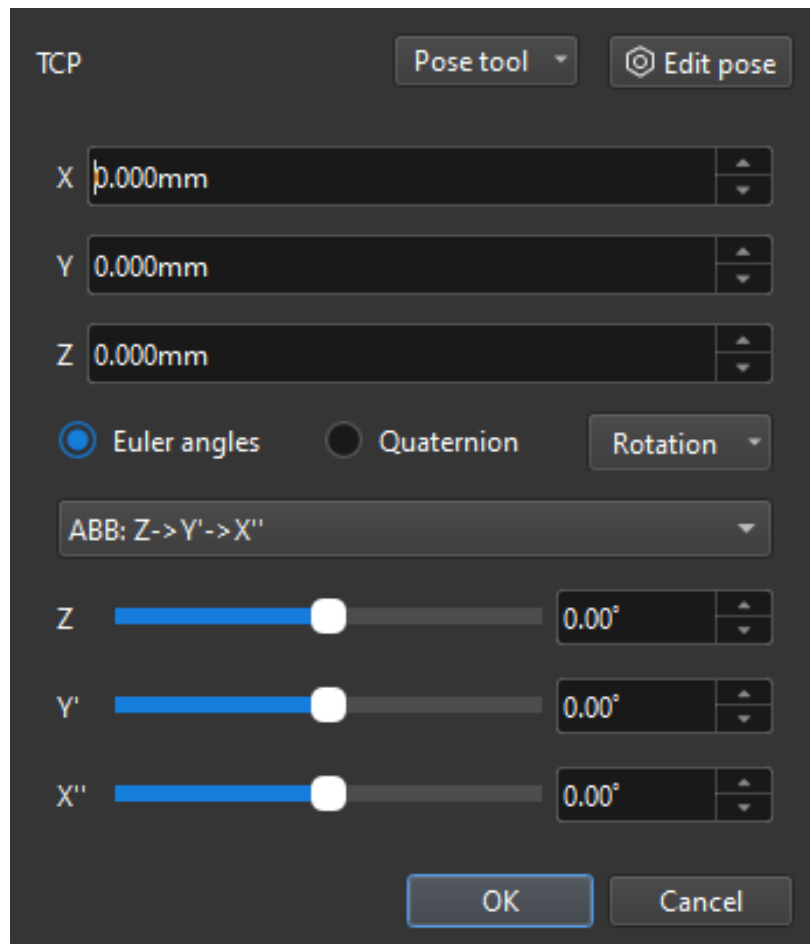 TCP Pose tool Edit pose
X 0.000mm
Y 0.000mm
Z 0.000mm
Euler angles Quaternion Rotation
ABB: Z->Y'->X''
Z 0.00°
Y' 0.00°
X'' 0.00°
OK Cancel